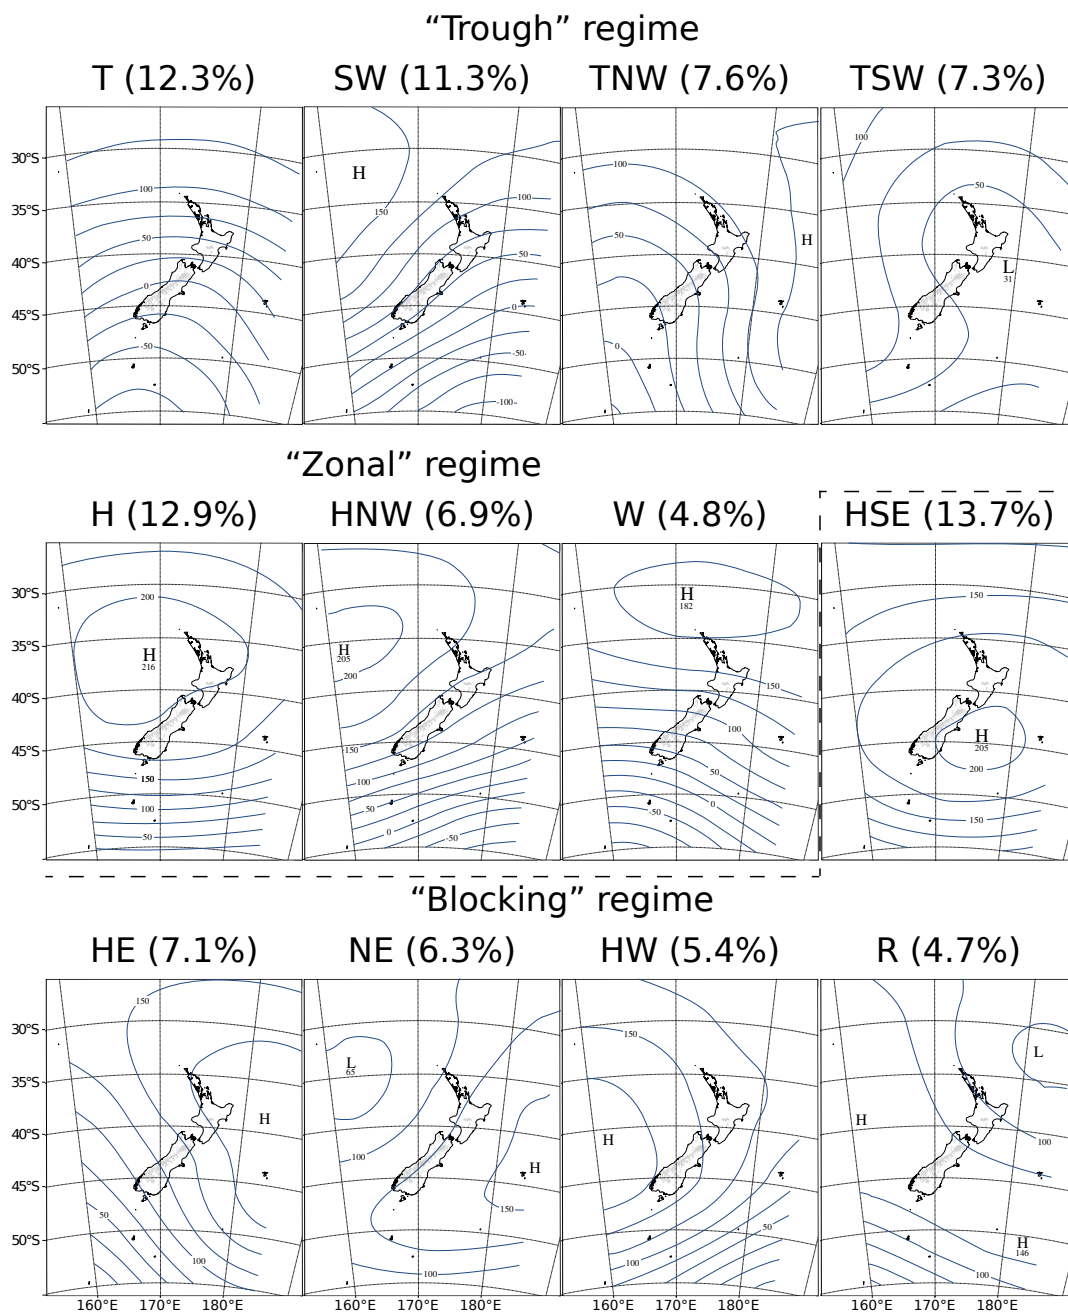 “Trough” regime
T (12.3%) SW (11.3%) TNW (7.6%) TSW (7.3%)
30°S 100 H 150 100 50 0 -50 -100
35°S 100 50 0 -50
40°S 100 50 0 H
45°S 100 50 L 31
50°S
“Zonal” regime
H (12.9%) HNW (6.9%) W (4.8%) HSE (13.7%)
30°S 200 H 216 150 100 50
35°S H 205 200 150 100 50 0 -50
40°S H 182 150 100 50 0 -50
45°S 150 H 205 200 150
50°S
“Blocking” regime
HE (7.1%) NE (6.3%) HW (5.4%) R (4.7%)
30°S 150 H 50 100
35°S L 65 100 H 150 100
40°S 150 H 50 100
45°S L H 100 H 146 100
50°S
160°E 170°E 180°E 160°E 170°E 180°E 160°E 170°E 180°E 160°E 170°E 180°E